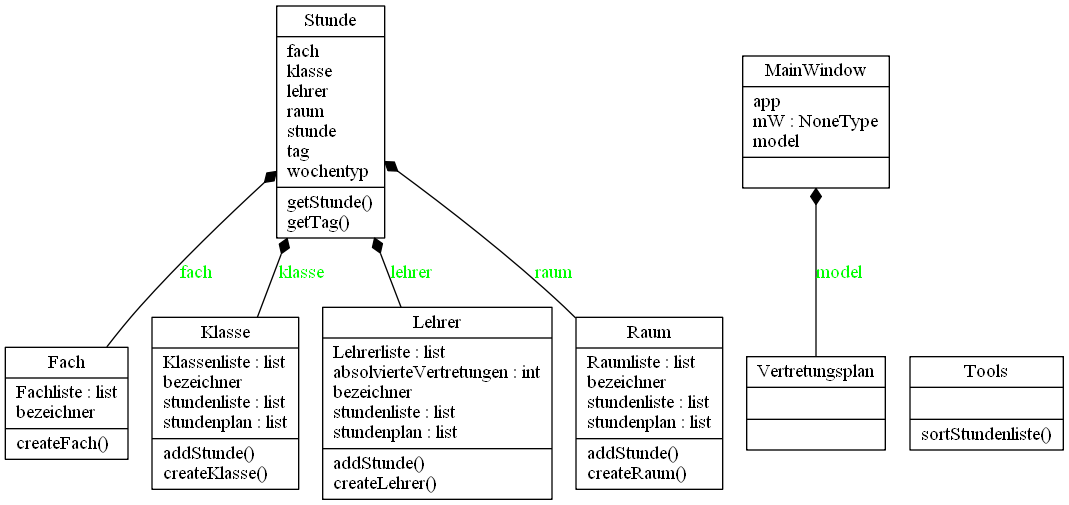 Stunde
fach
klasse
lehrer
raum
stunde
tag
wochentyp
getStunde()
getTag()
MainWindow
app
mW : NoneType
model
fach
klasse
lehrer
raum
model
Fach
Fachliste : list
bezeichner
createFach()
Klasse
Klassenliste : list
bezeichner
stundenliste : list
stundenplan : list
addStunde()
createKlasse()
Lehrer
Lehrerliste : list
absolvierteVertretungen : int
bezeichner
stundenliste : list
stundenplan : list
addStunde()
createLehrer()
Raum
Raumliste : list
bezeichner
stundenliste : list
stundenplan : list
addStunde()
createRaum()
Vertretungsplan
Tools
sortStundenliste()